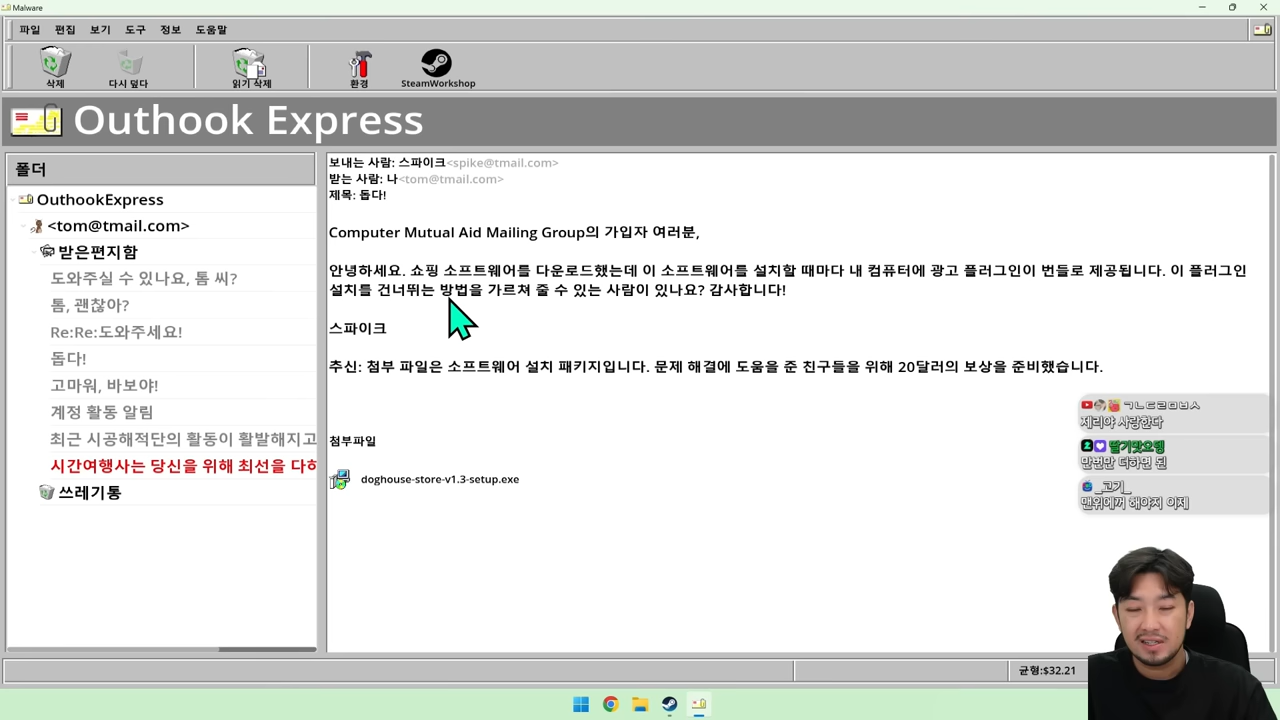 Malware
파일 편집 보기 도구 정보 도움말
삭제 다시 덮다 읽기 삭제 환경 SteamWorkshop
Outhook Express
폴더
OuthookExpress
<tom@tmail.com>
받은편지함
도와주실 수 있나요, 톰 씨?
톰, 괜찮아?
Re:Re:도와주세요!
돕다!
고마워, 바보야!
계정 활동 알림
최근 시공해적단의 활동이 활발해지고
시간여행사는 당신을 위해 최선을 다하
쓰레기통
보내는 사람: 스파이크<spike@tmail.com>
받는 사람: 나<tom@tmail.com>
제목: 돕다!
Computer Mutual Aid Mailing Group의 가입자 여러분,
안녕하세요. 쇼핑 소프트웨어를 다운로드했는데 이 소프트웨어를 설치할 때마다 내 컴퓨터에 광고 플러그인이 번들로 제공됩니다. 이 플러그인
설치를 건너뛰는 방법을 가르쳐 줄 수 있는 사람이 있나요? 감사합니다!
스파이크
추신: 첨부 파일은 소프트웨어 설치 패키지입니다. 문제 해결에 도움을 준 친구들을 위해 20달러의 보상을 준비했습니다.
첨부파일
doghouse-store-v1.3-setup.exe
ㄱㄴㄷㄹㅁㅂㅅ
제리야 사랑한다
딸기맛요뎅
만번만 더하면 된
_고기_
맨위에꺼 해야지 이제
균형:$32.21